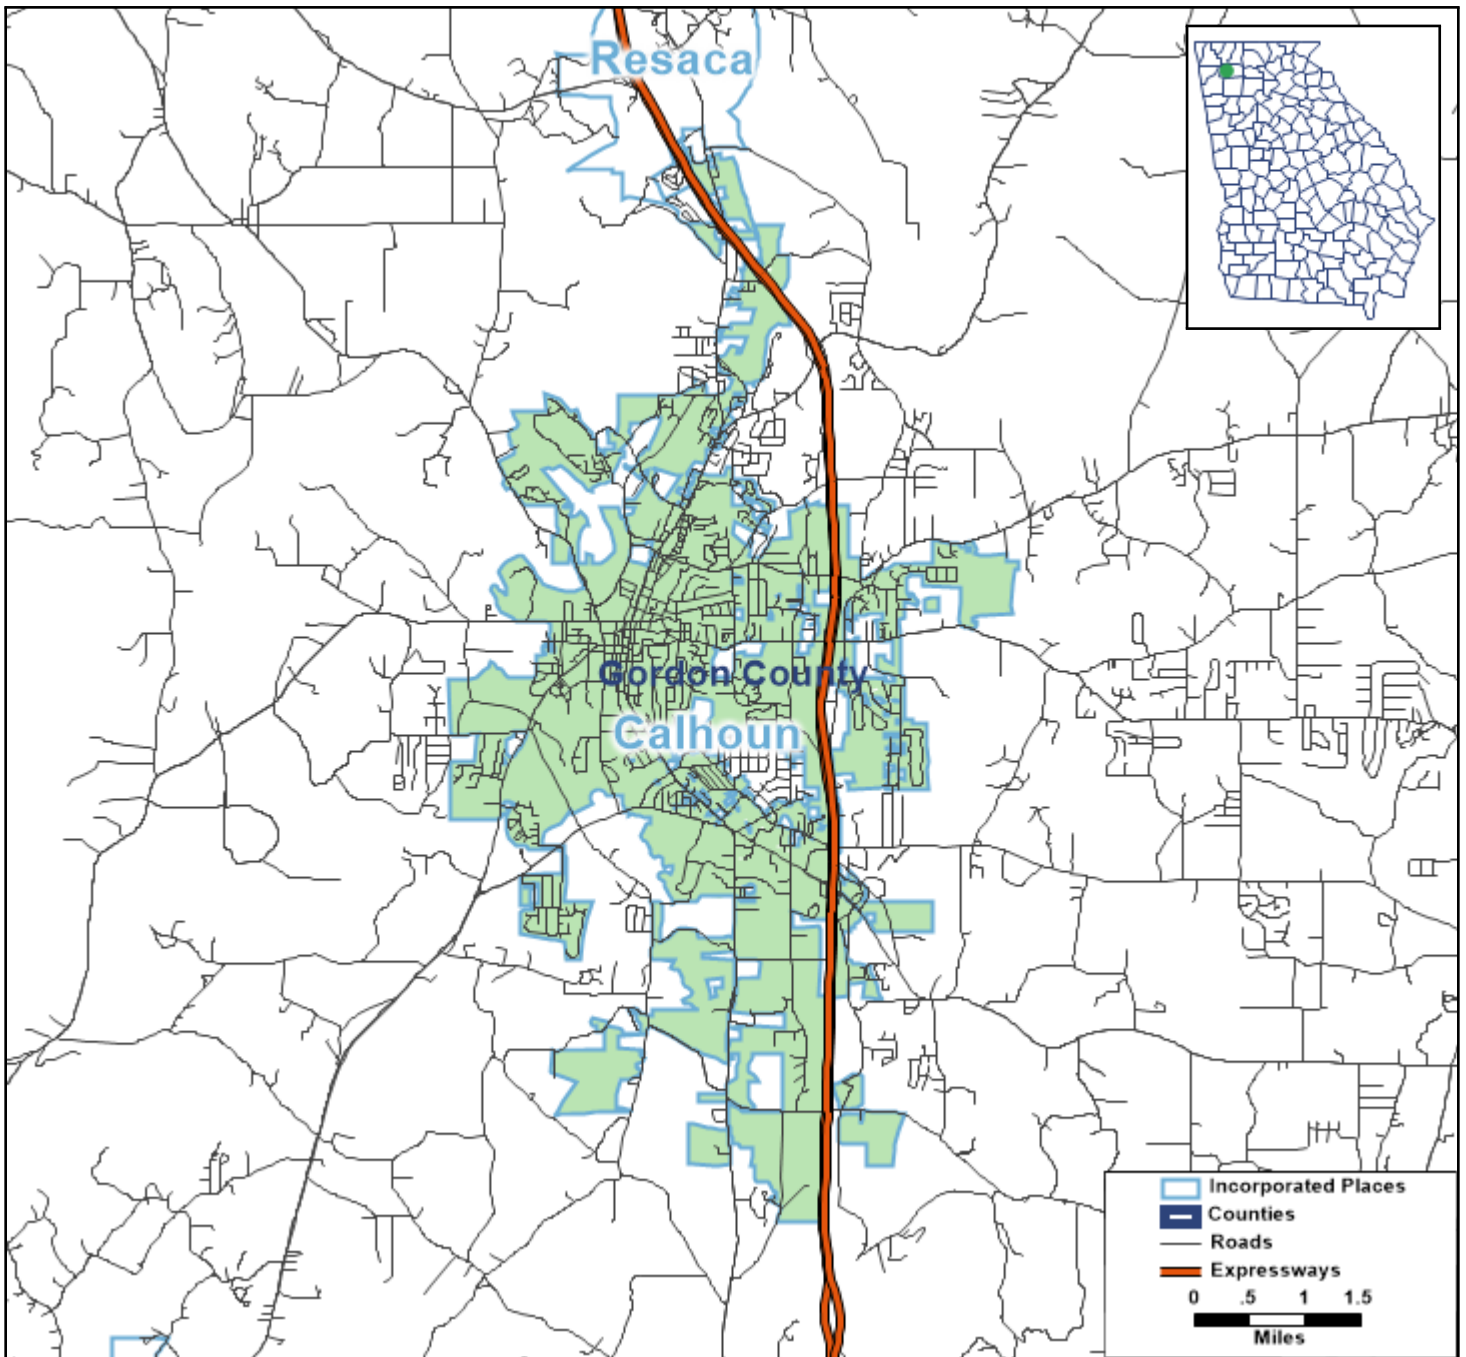 Resaca
Gordon County
Calhoun
Incorporated Places
Counties
Roads
Expressways
0 .5 1 1.5
Miles